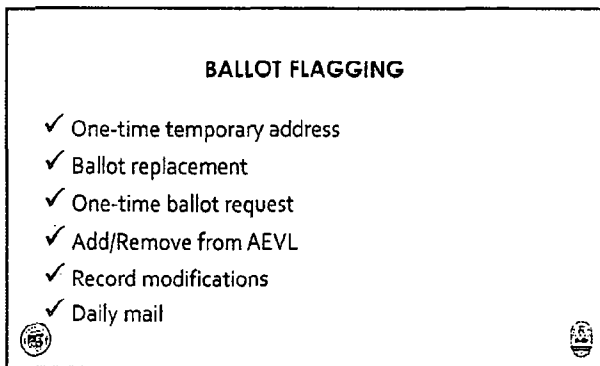 BALLOT FLAGGING
✓ One-time temporary address
✓ Ballot replacement
✓ One-time ballot request
✓ Add/Remove from AEVL
✓ Record modifications
✓ Daily mail